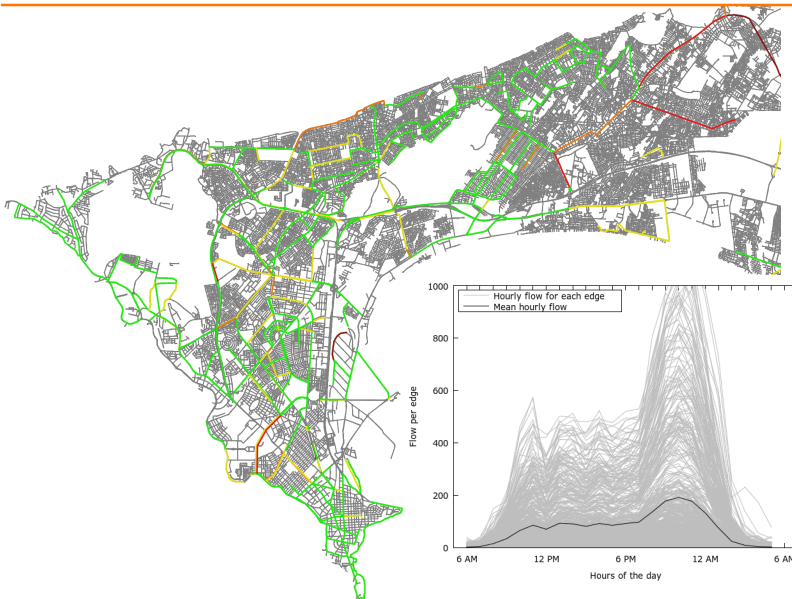 1000
Hourly flow for each edge
Mean hourly flow
800
600
Flow per edge
400
200
0
6 AM 12 PM 6 PM 12 AM 6 AM
Hours of the day